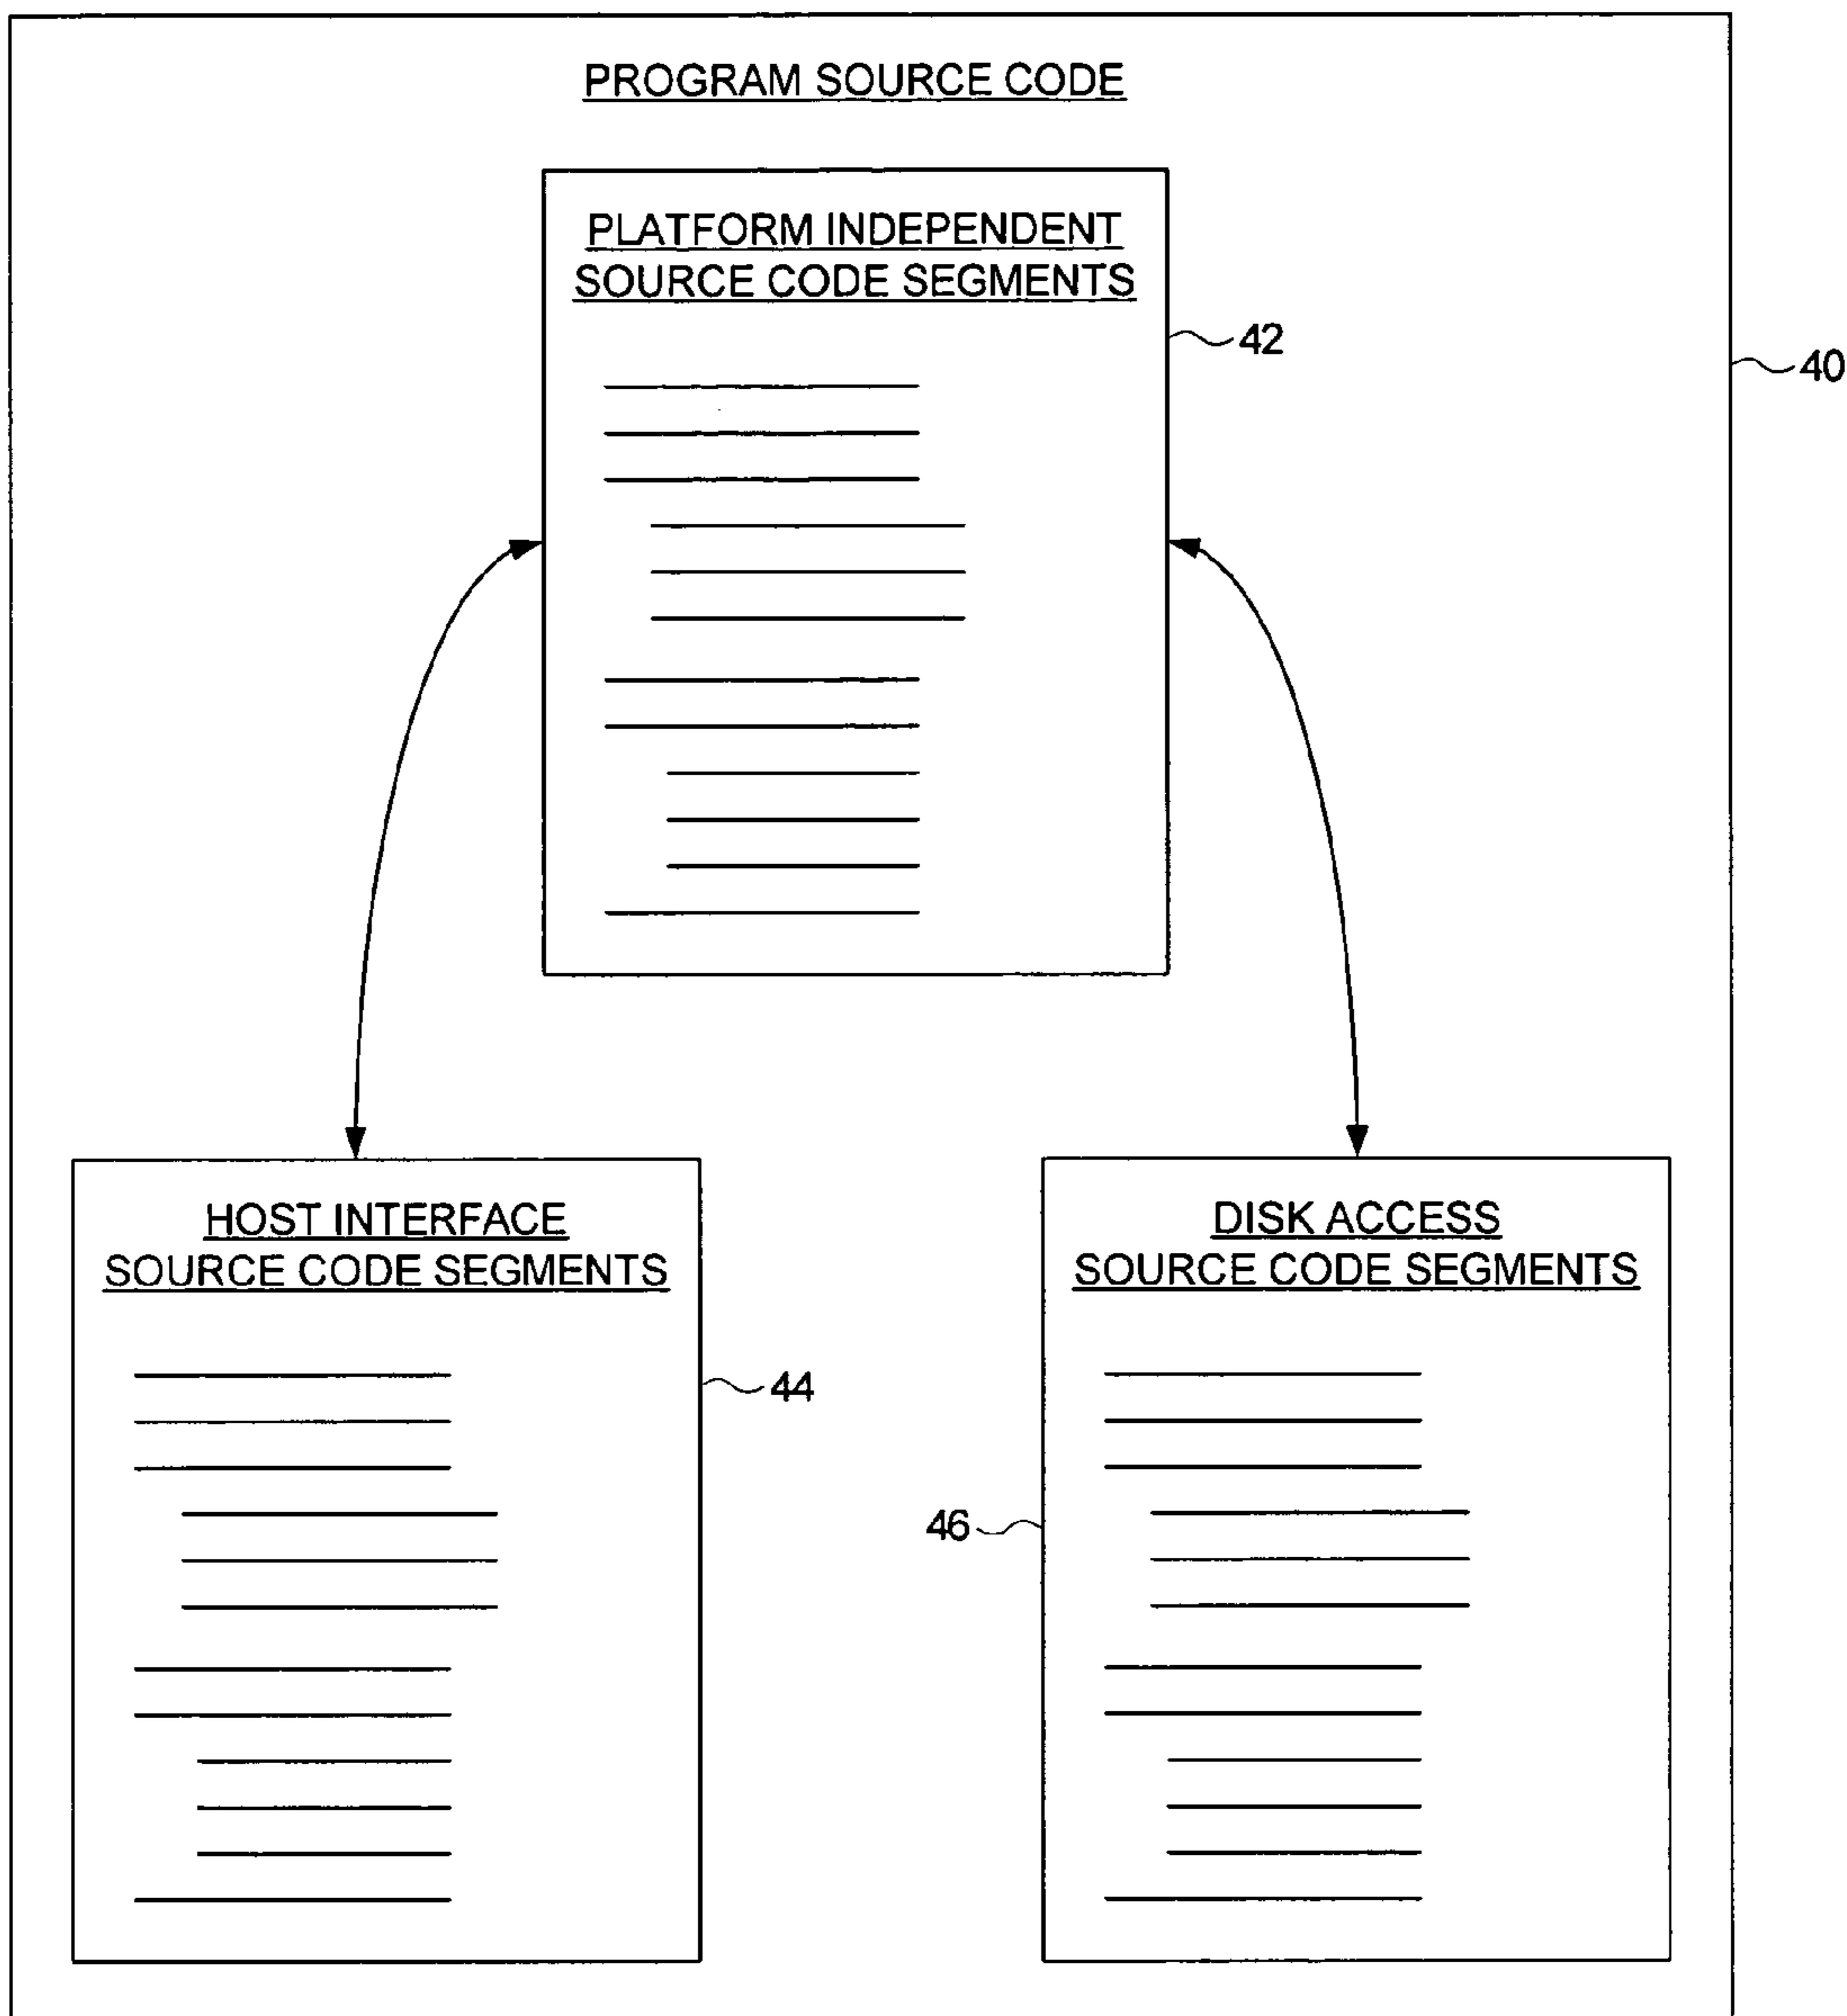 PROGRAM SOURCE CODE
PLATFORM INDEPENDENT
SOURCE CODE SEGMENTS
42
40
HOST INTERFACE
SOURCE CODE SEGMENTS
44
DISK ACCESS
SOURCE CODE SEGMENTS
46